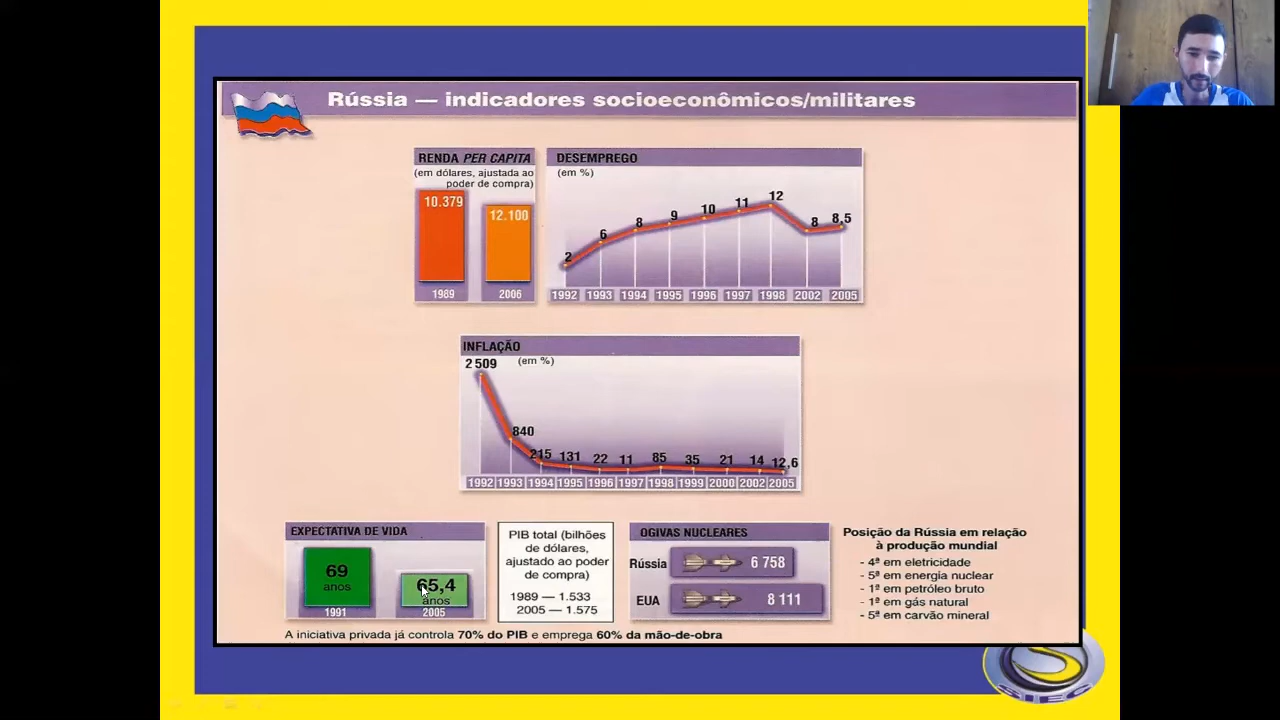 Rússia — indicadores socioeconômicos/militares
RENDA PER CAPITA
(em dólares, ajustada ao
poder de compra)
10.379
12.100
1989
2006
DESEMPREGO
(em %)
2
6
8
9
10
11
12
8
8,5
1992
1993
1994
1995
1996
1997
1998
2002
2005
INFLAÇÃO
(em %)
2 509
840
215
131
22
11
85
35
21
14
12,6
1992
1993
1994
1995
1996
1997
1998
1999
2000
2002
2005
EXPECTATIVA DE VIDA
69
anos
1991
65,4
anos
2005
PIB total (bilhões
de dólares,
ajustado ao poder
de compra)
1989 — 1.533
2005 — 1.575
OGIVAS NUCLEARES
Rússia
6 758
EUA
8 111
Posição da Rússia em relação
à produção mundial
- 4ª em eletricidade
- 5ª em energia nuclear
- 1ª em petróleo bruto
- 1ª em gás natural
- 5ª em carvão mineral
A iniciativa privada já controla 70% do PIB e emprega 60% da mão-de-obra
SIEC